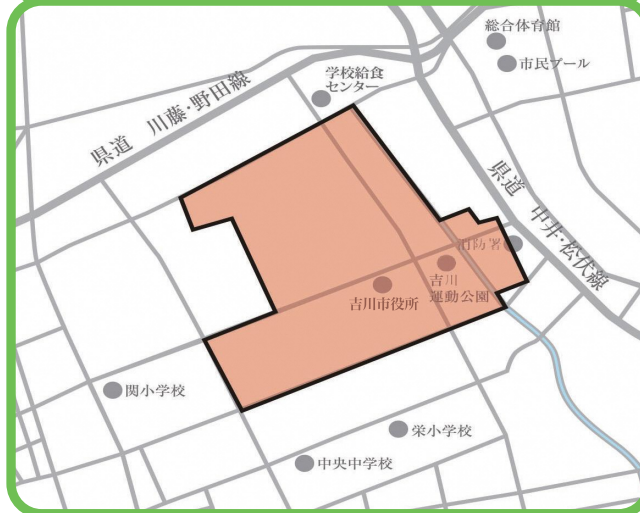 総合体育館
市民プール
学校給食
センター
県道 川藤・野田線
県道 中井・松伏線
消防署
吉川
運動公園
吉川市役所
関小学校
栄小学校
中央中学校